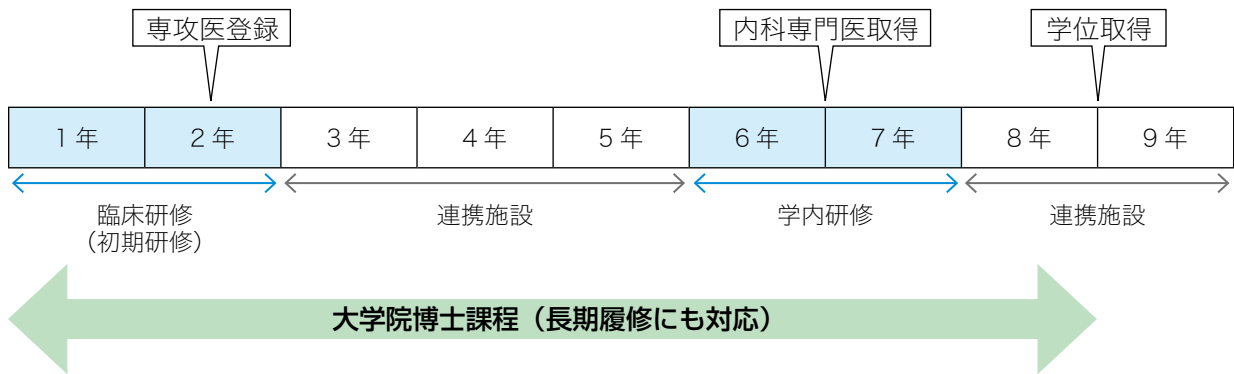 専攻医登録
内科専門医取得
学位取得
1 年
2 年
3 年
4 年
5 年
6 年
7 年
8 年
9 年
臨床研修
（初期研修）
連携施設
学内研修
連携施設
大学院博士課程（長期履修にも対応）